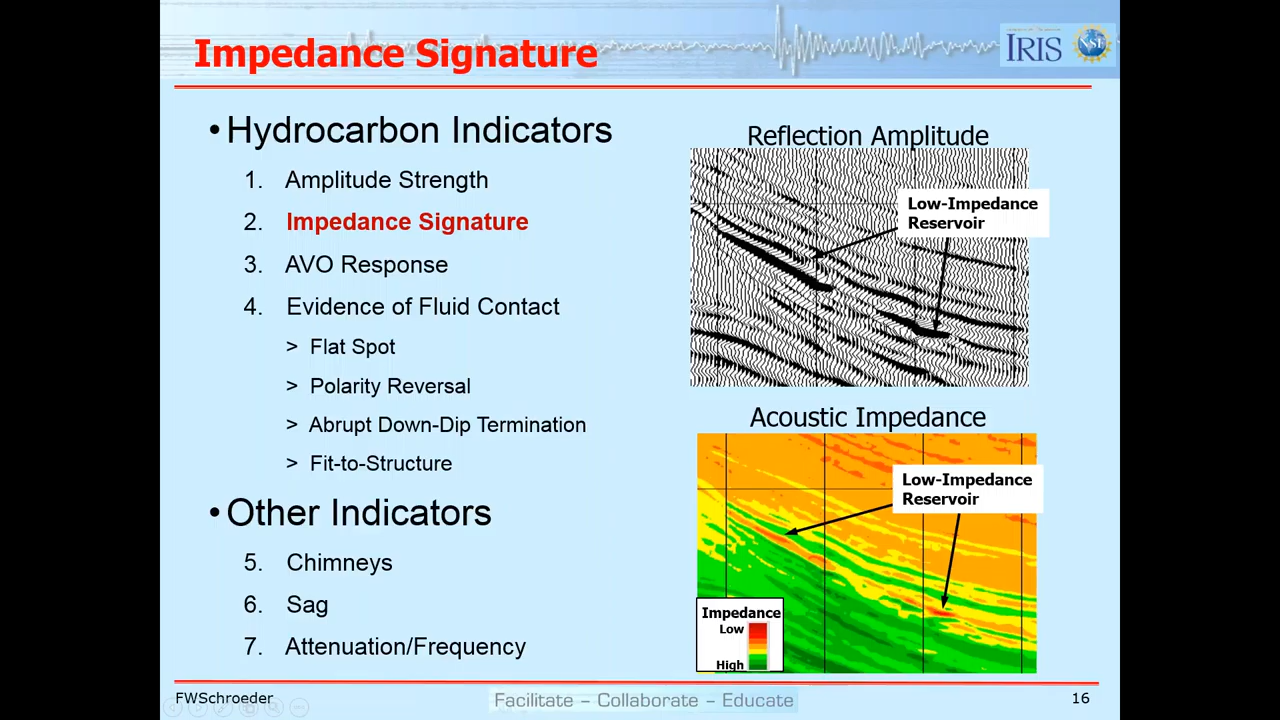 Impedance Signature
IRIS
NSF
• Hydrocarbon Indicators
1. Amplitude Strength
2. Impedance Signature
3. AVO Response
4. Evidence of Fluid Contact
> Flat Spot
> Polarity Reversal
> Abrupt Down-Dip Termination
> Fit-to-Structure
• Other Indicators
5. Chimneys
6. Sag
7. Attenuation/Frequency
Reflection Amplitude
Low-Impedance
Reservoir
Acoustic Impedance
Low-Impedance
Reservoir
Impedance
Low
High
FWSchroeder
Facilitate – Collaborate – Educate
16